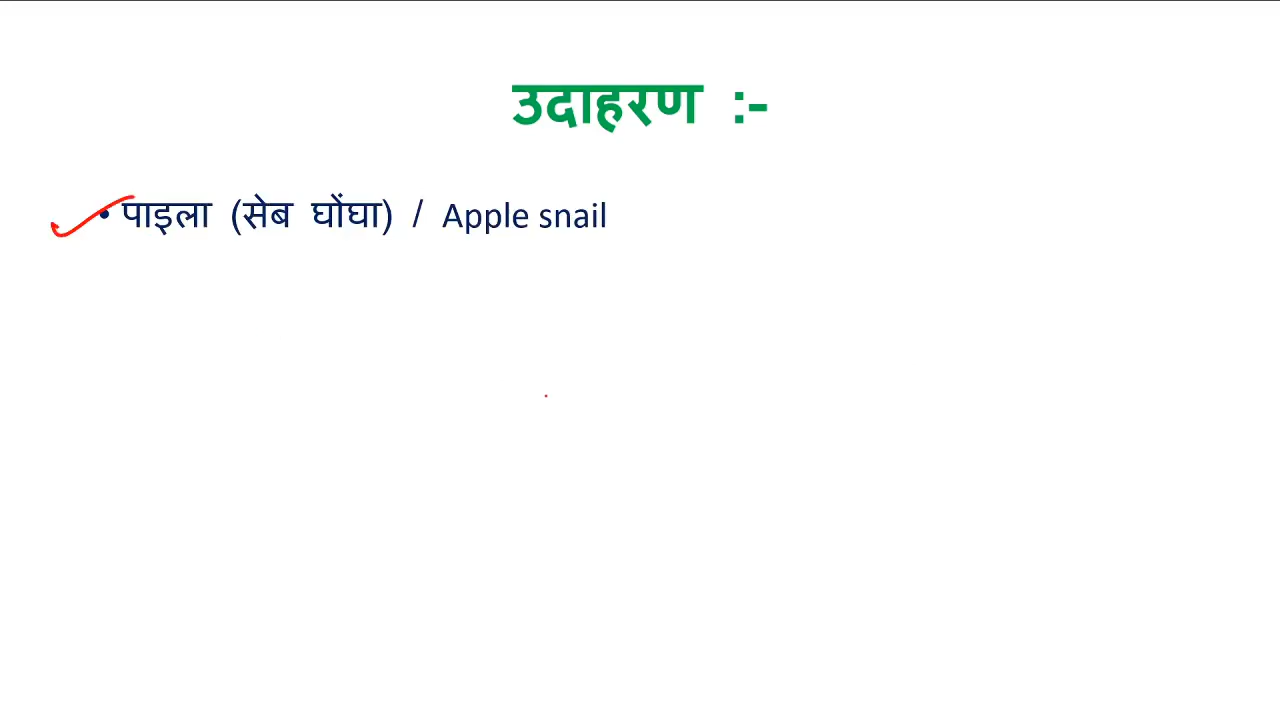 उदाहरण :-
• पाइला (सेब घोंघा) / Apple snail